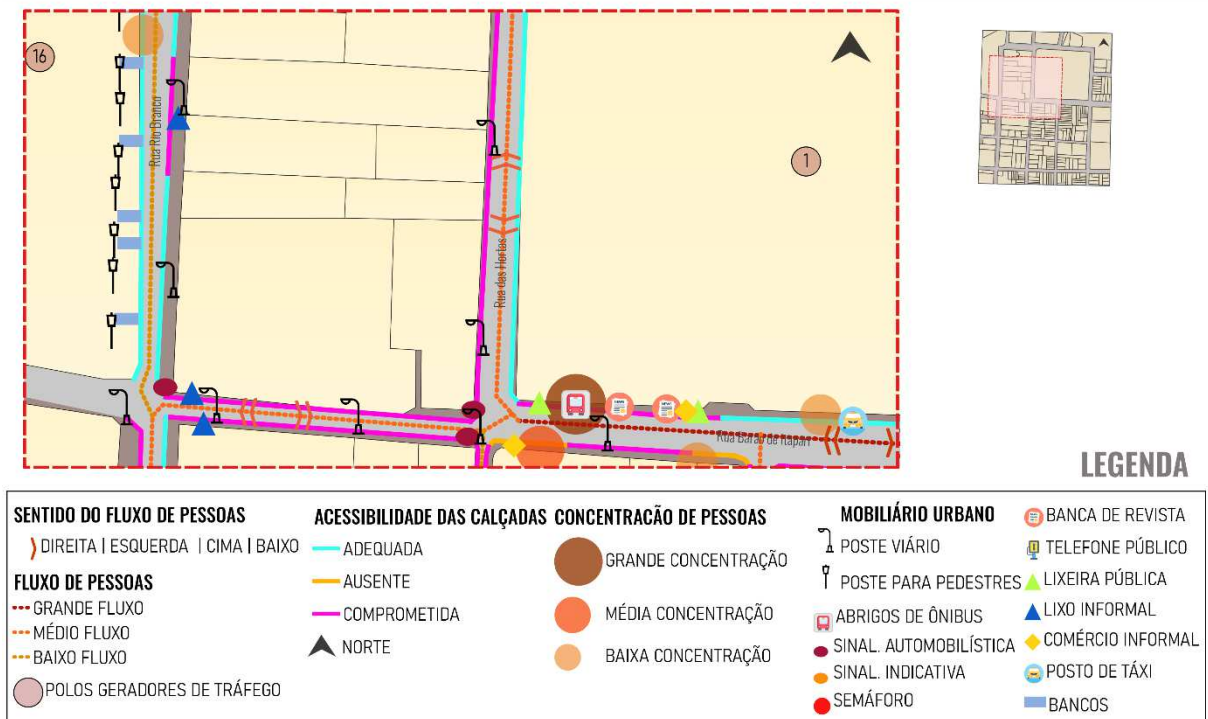 16
Rua Rio Branco
Rua das Hortas
1
Rua Barão de Itapari
LEGENDA
SENTIDO DO FLUXO DE PESSOAS
DIREITA | ESQUERDA | CIMA | BAIXO
FLUXO DE PESSOAS
GRANDE FLUXO
MÉDIO FLUXO
BAIXO FLUXO
POLOS GERADORES DE TRÁFEGO
ACESSIBILIDADE DAS CALÇADAS
ADEQUADA
AUSENTE
COMPROMETIDA
NORTE
CONCENTRACÃO DE PESSOAS
GRANDE CONCENTRAÇÃO
MÉDIA CONCENTRAÇÃO
BAIXA CONCENTRAÇÃO
MOBILIÁRIO URBANO
POSTE VIÁRIO
POSTE PARA PEDESTRES
ABRIGOS DE ÔNIBUS
SINAL. AUTOMOBILÍSTICA
SINAL. INDICATIVA
SEMÁFORO
BANCA DE REVISTA
TELEFONE PÚBLICO
LIXEIRA PÚBLICA
LIXO INFORMAL
COMÉRCIO INFORMAL
POSTO DE TÁXI
BANCOS